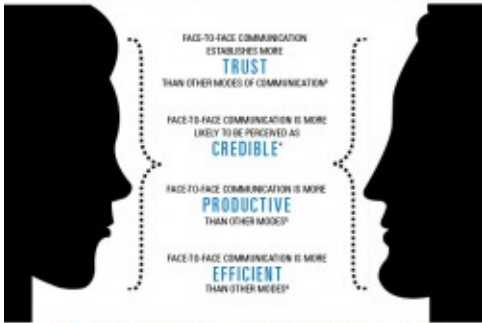 FACE-TO-FACE COMMUNICATION
ESTABLISHES MORE
TRUST
THAN OTHER MODES OF COMMUNICATION
FACE-TO-FACE COMMUNICATION IS MORE
LIKELY TO BE PERCEIVED AS
CREDIBLE
FACE-TO-FACE COMMUNICATION IS MORE
PRODUCTIVE
THAN OTHER MODES
FACE-TO-FACE COMMUNICATION IS MORE
EFFICIENT
THAN OTHER MODES